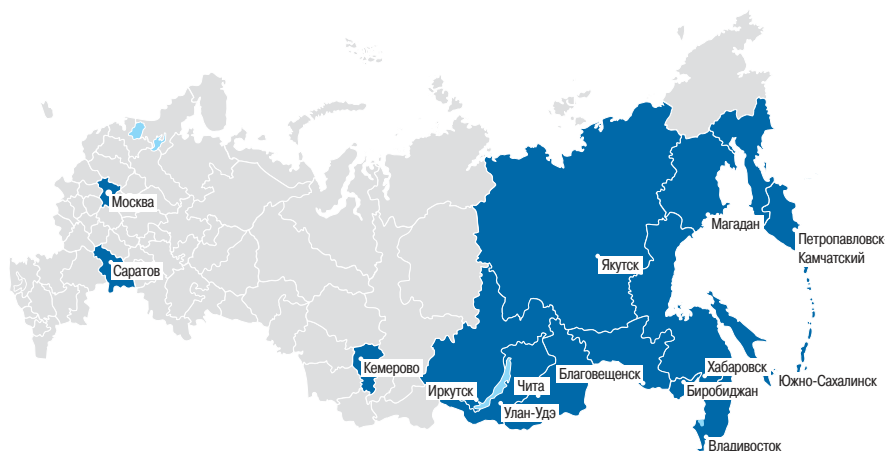 Москва
Саратов
Кемерово
Иркутск
Улан-Удэ
Чита
Благовещенск
Якутск
Магадан
Петропавловск
Камчатский
Хабаровск
Биробиджан
Южно-Сахалинск
Владивосток